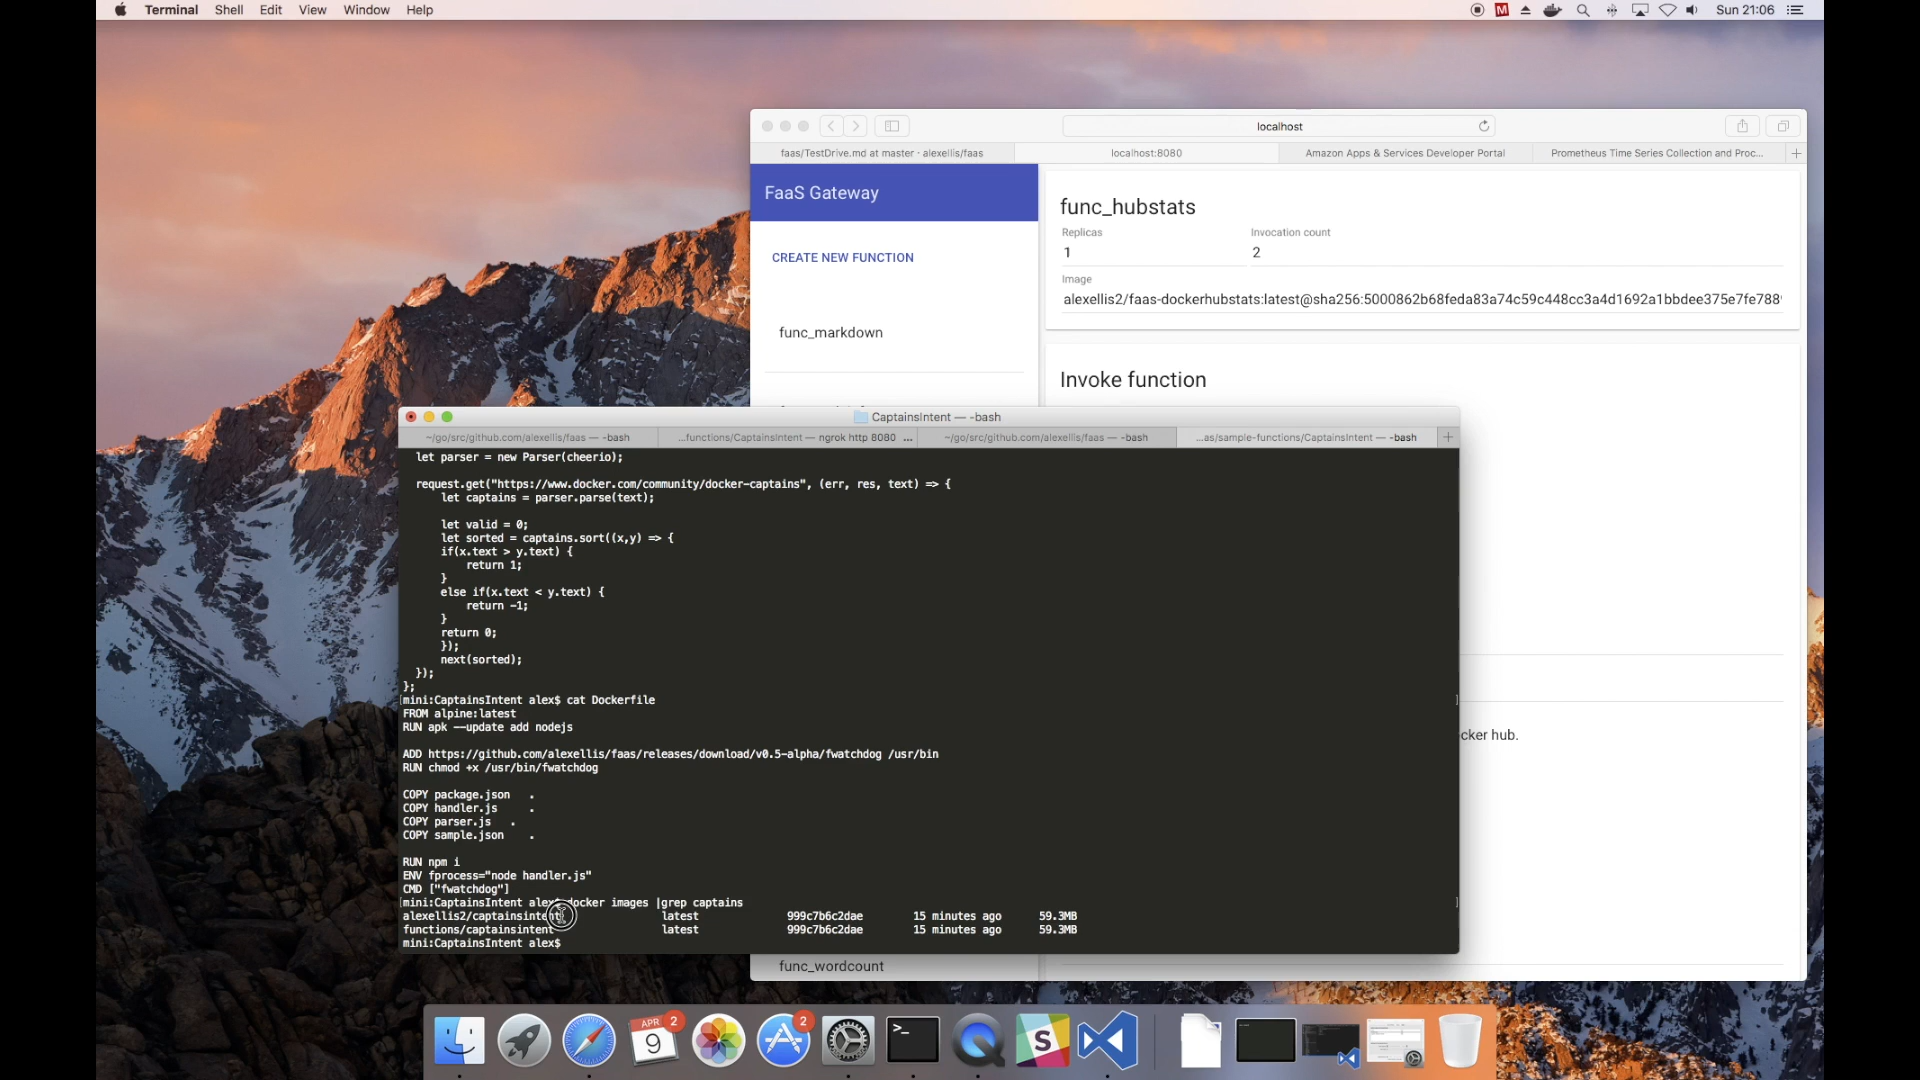 Terminal Shell Edit View Window Help
Sun 21:06
localhost
faas/TestDrive.md at master · alexellis/faas
localhost:8080
Amazon Apps & Services Developer Portal
Prometheus Time Series Collection and Proc...
FaaS Gateway
CREATE NEW FUNCTION
func_markdown
func_wordcount
func_hubstats
Replicas
Invocation count
1
2
Image
alexellis2/faas-dockerhubstats:latest@sha256:5000862b68feda83a74c59c448cc3a4d1692a1bbdee375e7fe788
Invoke function
cker hub.
CaptainsIntent — -bash
~/go/src/github.com/alexellis/faas — -bash
...functions/CaptainsIntent — ngrok http 8080 ...
~/go/src/github.com/alexellis/faas — -bash
...as/sample-functions/CaptainsIntent — -bash
let parser = new Parser(cheerio);
request.get("https://www.docker.com/community/docker-captains", (err, res, text) => {
let captains = parser.parse(text);
let valid = 0;
let sorted = captains.sort((x,y) => {
if(x.text > y.text) {
return 1;
}
else if(x.text < y.text) {
return -1;
}
return 0;
});
next(sorted);
});
};
[mini:CaptainsIntent alex$ cat Dockerfile ]
FROM alpine:latest
RUN apk --update add nodejs
ADD https://github.com/alexellis/faas/releases/download/v0.5-alpha/fwatchdog /usr/bin
RUN chmod +x /usr/bin/fwatchdog
COPY package.json .
COPY handler.js .
COPY parser.js .
COPY sample.json .
RUN npm i
ENV fprocess="node handler.js"
CMD ["fwatchdog"]
[mini:CaptainsIntent alex$ docker images |grep captains ]
alexellis2/captainsintent latest 999c7b6c2dae 15 minutes ago 59.3MB
functions/captainsintent latest 999c7b6c2dae 15 minutes ago 59.3MB
mini:CaptainsIntent alex$
APR
9
2
2